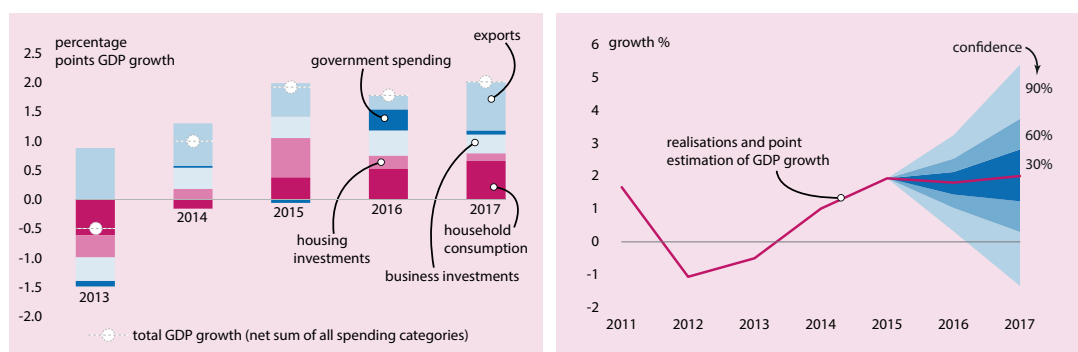 percentage
points GDP growth
exports
government spending
2.5
2.0
1.5
1.0
0.5
0.0
-0.5
-1.0
-1.5
-2.0
2013
2014
2015
2016
2017
housing
investments
household
consumption
business investments
total GDP growth (net sum of all spending categories)
growth %
confidence
6
5
4
3
2
1
0
-1
-2
90%
60%
30%
realisations and point
estimation of GDP growth
2011
2012
2013
2014
2015
2016
2017